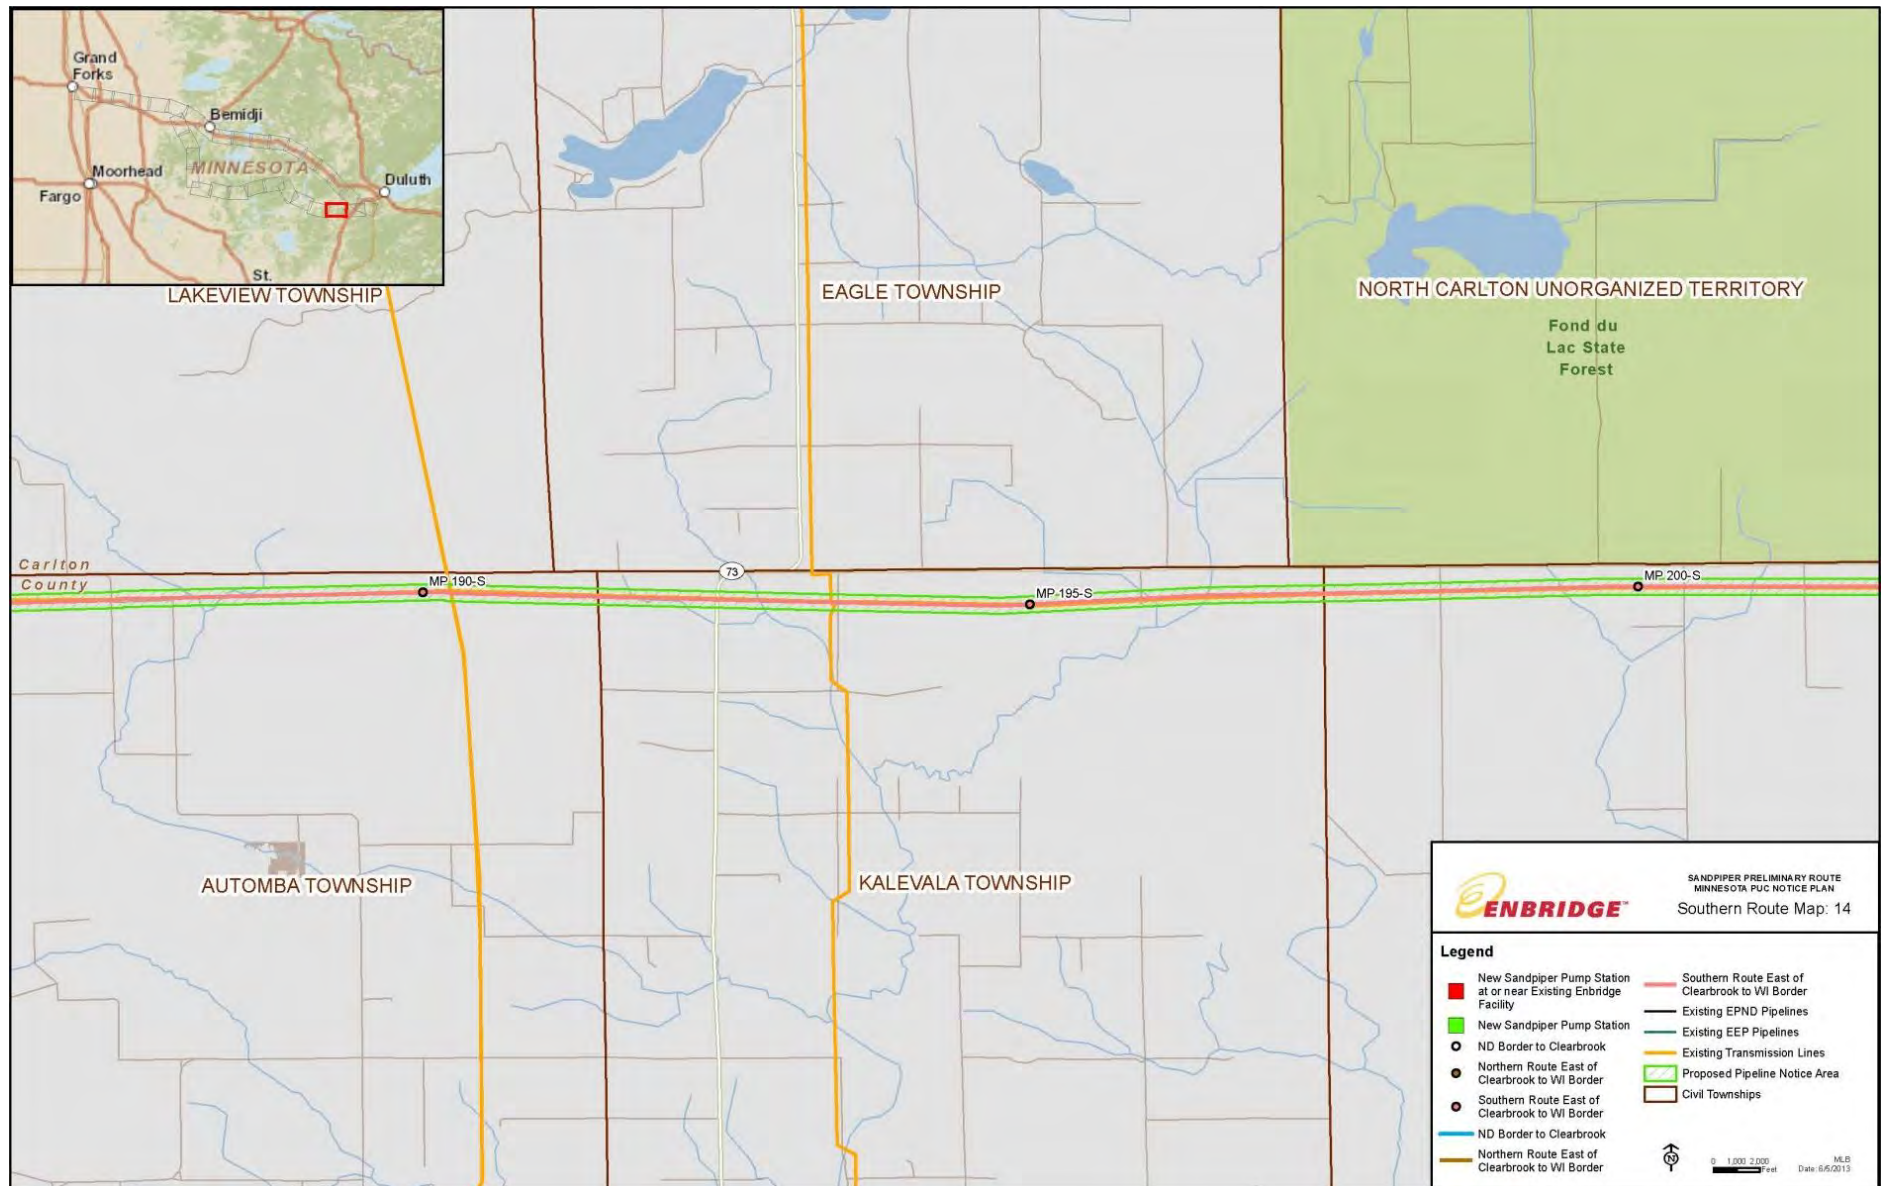 Grand
Forks
Bemidji
MINNESOTA
Moorhead
Fargo
Duluth
St.
LAKEVIEW TOWNSHIP
EAGLE TOWNSHIP
NORTH CARLTON UNORGANIZED TERRITORY
Fond du
Lac State
Forest
Carlton
County
73
MP 190-S
MP 195-S
MP 200-S
AUTOMBA TOWNSHIP
KALEVALA TOWNSHIP
ENBRIDGE™
SANDPIPER PRELIMINARY ROUTE
MINNESOTA PUC NOTICE PLAN
Southern Route Map: 14
Legend
New Sandpiper Pump Station
at or near Existing Enbridge
Facility
New Sandpiper Pump Station
ND Border to Clearbrook
Northern Route East of
Clearbrook to WI Border
Southern Route East of
Clearbrook to WI Border
ND Border to Clearbrook
Northern Route East of
Clearbrook to WI Border
Southern Route East of
Clearbrook to WI Border
Existing EPND Pipelines
Existing EEP Pipelines
Existing Transmission Lines
Proposed Pipeline Notice Area
Civil Townships
N
0 1,000 2,000
Feet
MLB
Date: 6/5/2013